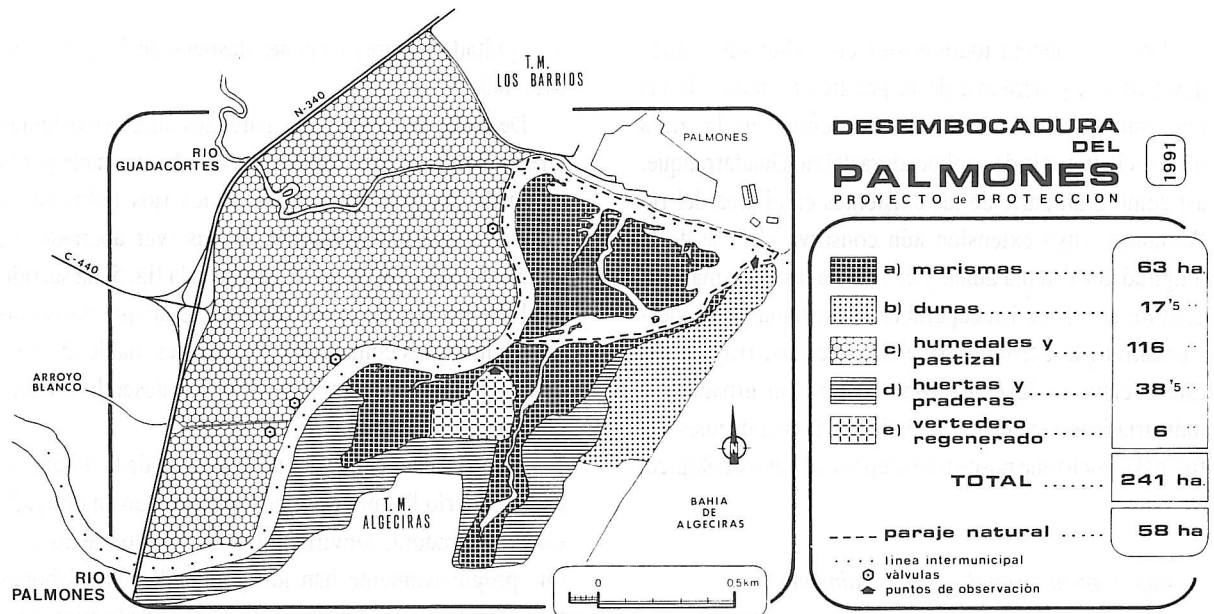 T.M.
LOS BARRIOS
N-340
RIO
GUADACORTES
PALMONES
C-440
ARROYO
BLANCO
T.M.
ALGECIRAS
BAHIA
DE
ALGECIRAS
RIO
PALMONES
0 0.5km
DESEMBOCADURA
DEL
PALMONES
1991
PROYECTO de PROTECCION
a) marismas.......... 63 ha.
b) dunas.............. 17'5 ''
c) humedales y
pastizal ........... 116 ''
d) huertas y
praderas........... 38'5 ''
e) vertedero
regenerado...... 6 ''
TOTAL ...... 241 ha.
paraje natural .... 58 ha
línea intermunicipal
vàlvulas
puntos de observación